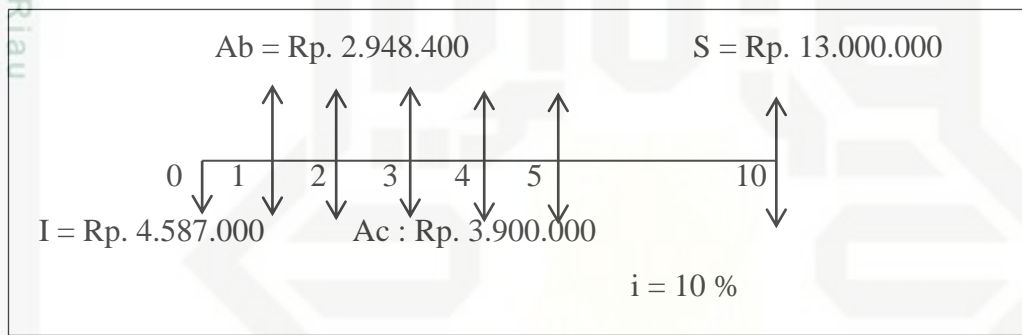 Riau
Ab = Rp. 2.948.400 S = Rp. 13.000.000
0 1 2 3 4 5 10
I = Rp. 4.587.000 Ac : Rp. 3.900.000
i = 10 %